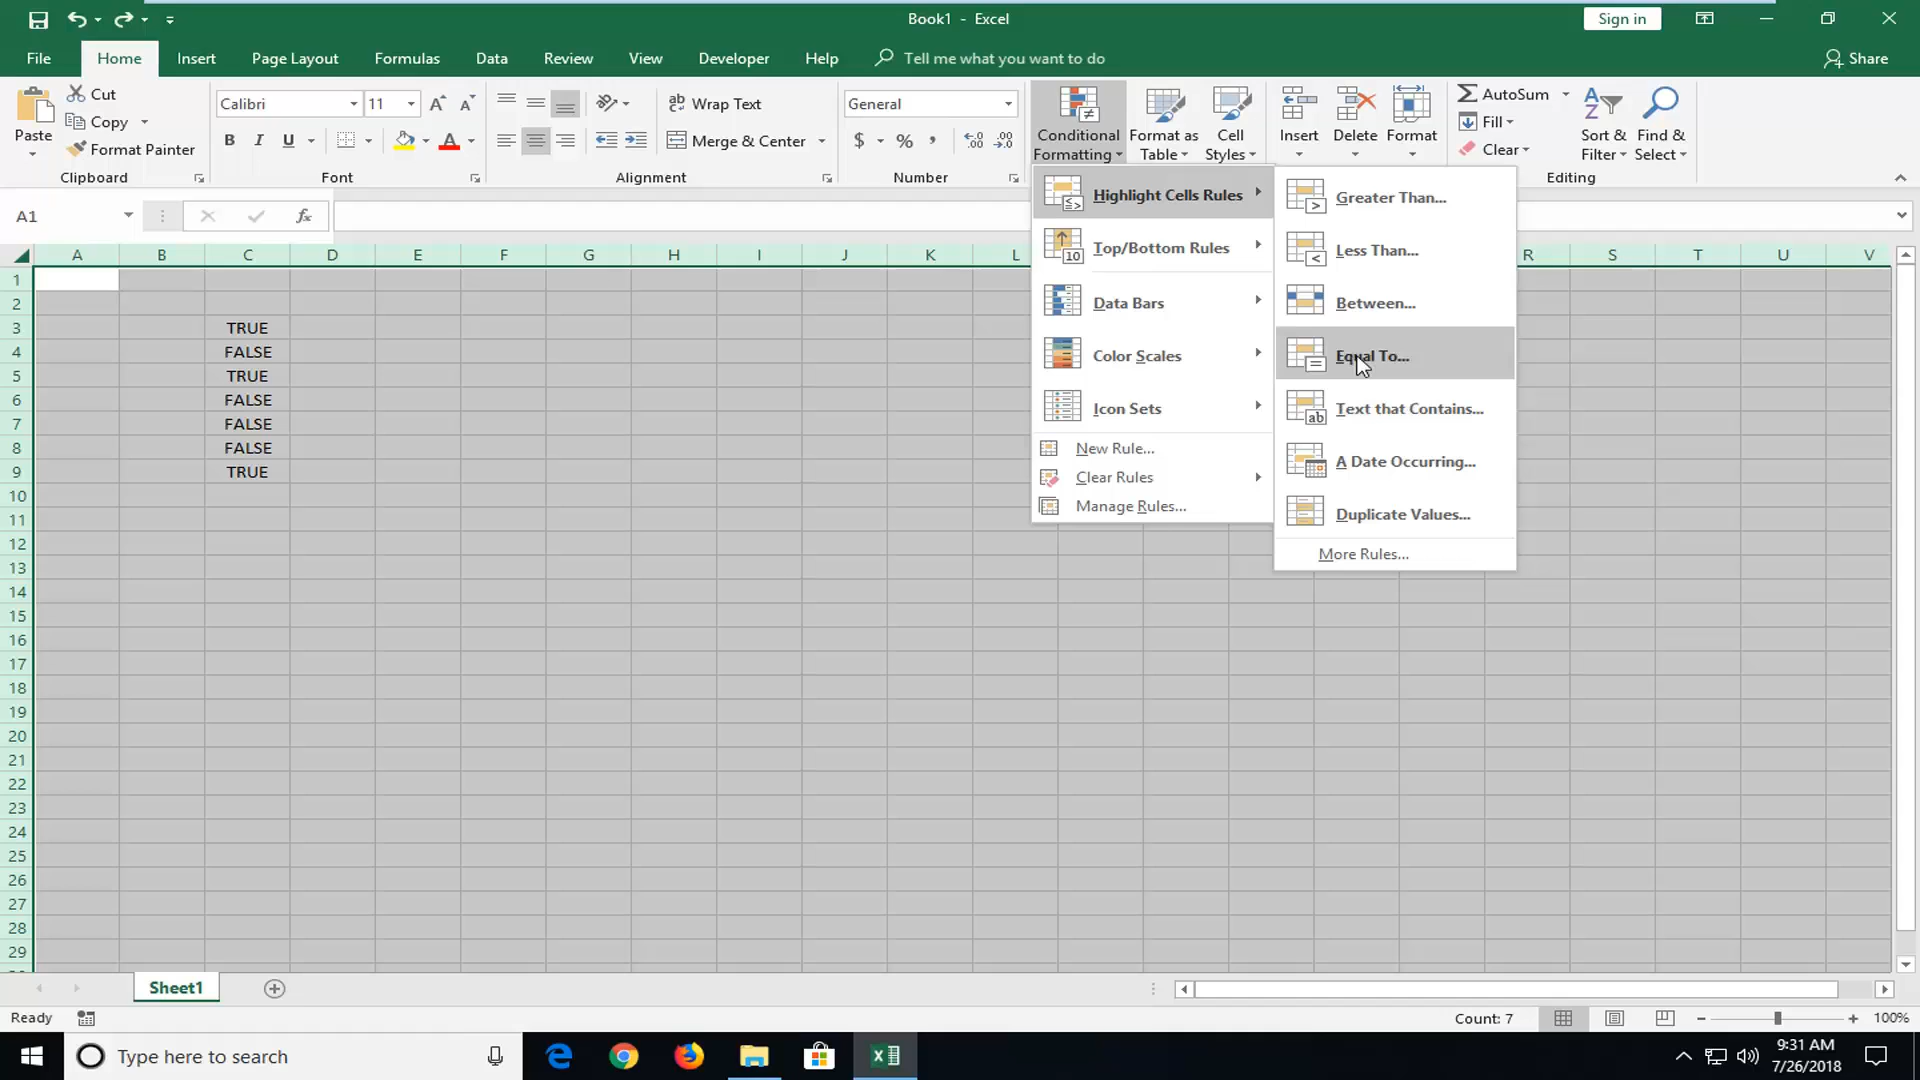 Book1 - Excel
Sign in
File Home Insert Page Layout Formulas Data Review View Developer Help Tell me what you want to do Share
Paste
Cut
Copy
Format Painter
Clipboard
Calibri 11
B I U
Font
Wrap Text
Merge & Center
Alignment
General
$ % ,
Number
Conditional Formatting
Format as Table
Cell Styles
Insert
Delete
Format
AutoSum
Fill
Clear
Sort & Filter
Find & Select
Editing
A1
fx
Highlight Cells Rules
Top/Bottom Rules
Data Bars
Color Scales
Icon Sets
New Rule...
Clear Rules
Manage Rules...
Greater Than...
Less Than...
Between...
Equal To...
Text that Contains...
A Date Occurring...
Duplicate Values...
More Rules...
A B C D E F G H I J K L R S T U V
1
2
3 TRUE
4 FALSE
5 TRUE
6 FALSE
7 FALSE
8 FALSE
9 TRUE
10
11
12
13
14
15
16
17
18
19
20
21
22
23
24
25
26
27
28
29
Sheet1
Ready
Count: 7
100%
Type here to search
9:31 AM
7/26/2018